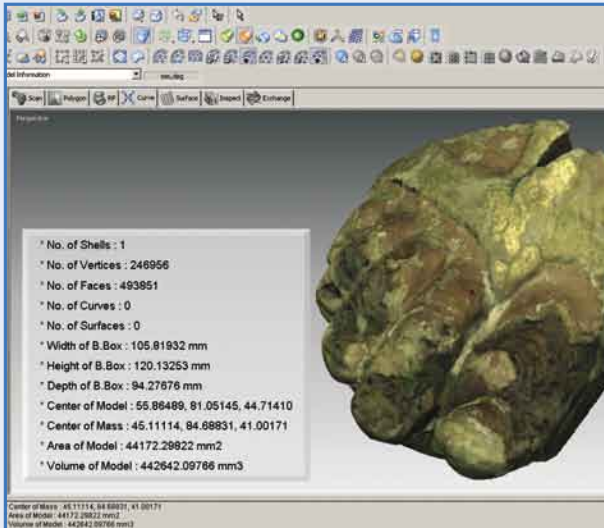 del Information
Scan Polygon RP Curve Surface Inspect Exchange
Perspective
* No. of Shells : 1
* No. of Vertices : 246956
* No. of Faces : 493851
* No. of Curves : 0
* No. of Surfaces : 0
* Width of B.Box : 105.81932 mm
* Height of B.Box : 120.13253 mm
* Depth of B.Box : 94.27676 mm
* Center of Model : 55.86489, 81.05145, 44.71410
* Center of Mass : 45.11114, 84.68831, 41.00171
* Area of Model : 44172.29822 mm2
* Volume of Model : 442642.09766 mm3
Center of Mass : 45.11114, 84.68831, 41.00171
Area of Model : 44172.29822 mm2
Volume of Model : 442642.09766 mm3